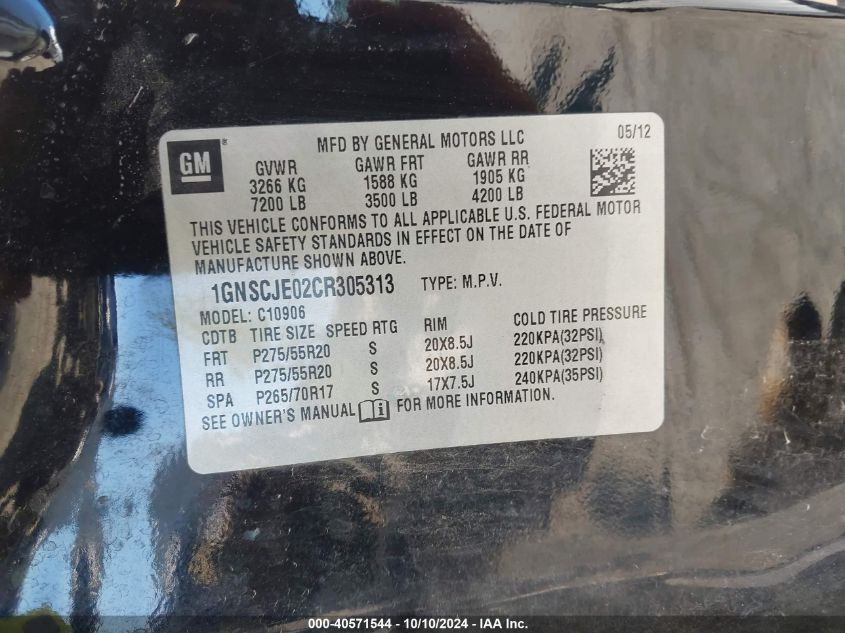 GM
MFD BY GENERAL MOTORS LLC
05/12
GVWR GAWR FRT GAWR RR
3266 KG 1588 KG 1905 KG
7200 LB 3500 LB 4200 LB
THIS VEHICLE CONFORMS TO ALL APPLICABLE U.S. FEDERAL MOTOR
VEHICLE SAFETY STANDARDS IN EFFECT ON THE DATE OF
MANUFACTURE SHOWN ABOVE.
1GNSCJE02CR305313 TYPE: M.P.V.
MODEL: C10906
CDTB TIRE SIZE SPEED RTG RIM COLD TIRE PRESSURE
FRT P275/55R20 S 20X8.5J 220KPA(32PSI)
RR P275/55R20 S 20X8.5J 220KPA(32PSI)
SPA P265/70R17 S 17X7.5J 240KPA(35PSI)
SEE OWNER'S MANUAL FOR MORE INFORMATION.
000-40571544 - 10/10/2024 - IAA Inc.